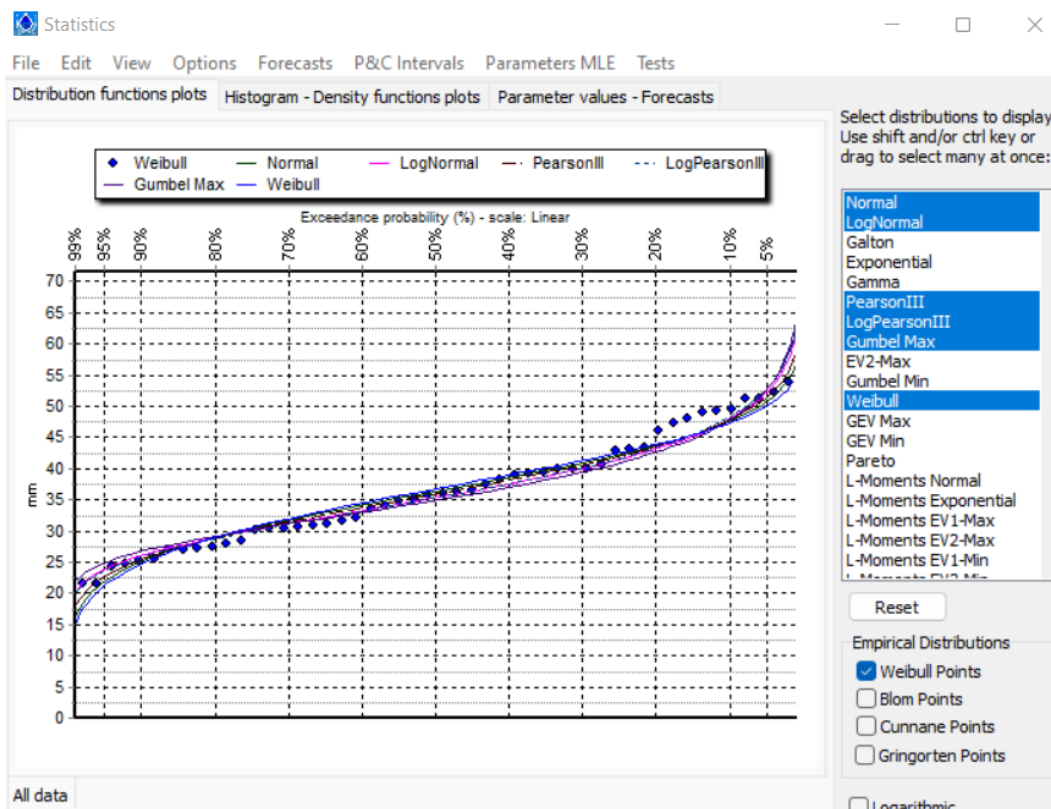 Statistics
File Edit View Options Forecasts P&C Intervals Parameters MLE Tests
Distribution functions plots Histogram - Density functions plots Parameter values - Forecasts
Weibull Normal LogNormal PearsonIII LogPearsonIII
Gumbel Max Weibull
Exceedance probability (%) - scale: Linear
99% 95% 90% 80% 70% 60% 50% 40% 30% 20% 10% 5%
70
65
60
55
50
45
40
35
30
25
20
15
10
5
0
mm
All data
Select distributions to display
Use shift and/or ctrl key or
drag to select many at once:
Normal
LogNormal
Galton
Exponential
Gamma
PearsonIII
LogPearsonIII
Gumbel Max
EV2-Max
Gumbel Min
Weibull
GEV Max
GEV Min
Pareto
L-Moments Normal
L-Moments Exponential
L-Moments EV1-Max
L-Moments EV2-Max
L-Moments EV1-Min
Reset
Empirical Distributions
Weibull Points
Blom Points
Cunnane Points
Gringorten Points
Logarithmic